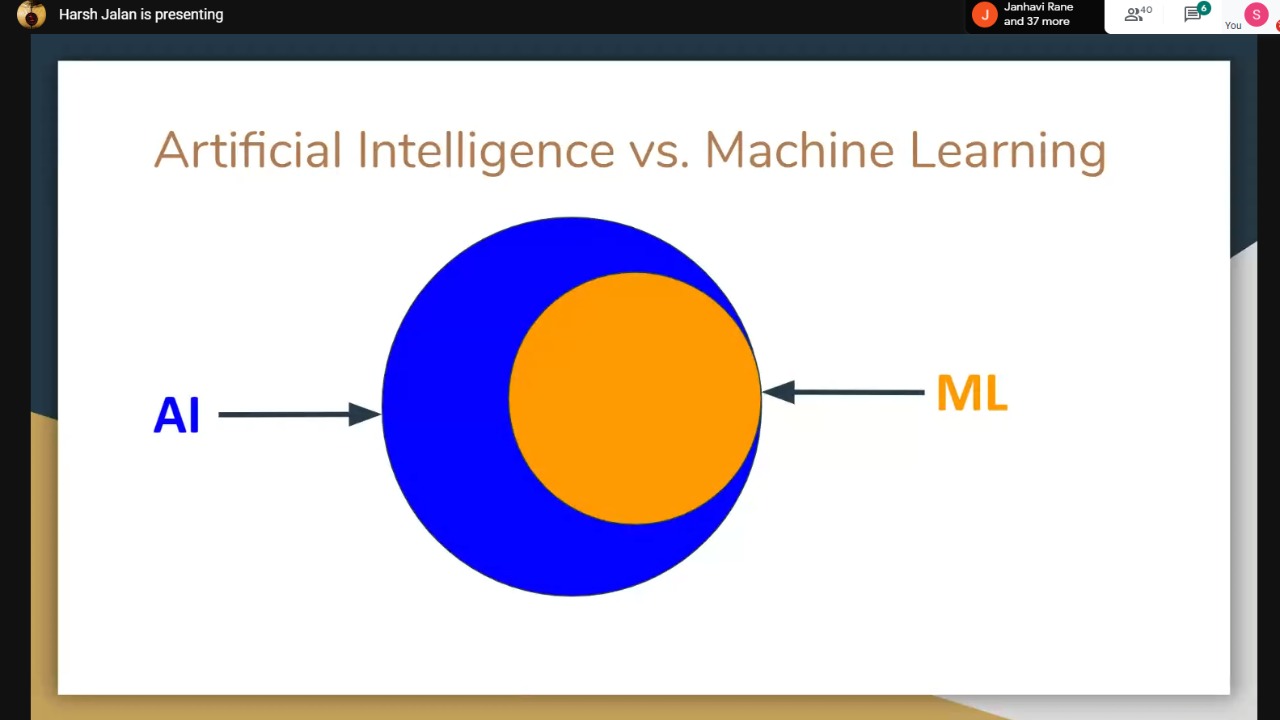 Harsh Jalan is presenting
J
Janhavi Rane
and 37 more
40
6
You
S
Artificial Intelligence vs. Machine Learning
AI
ML